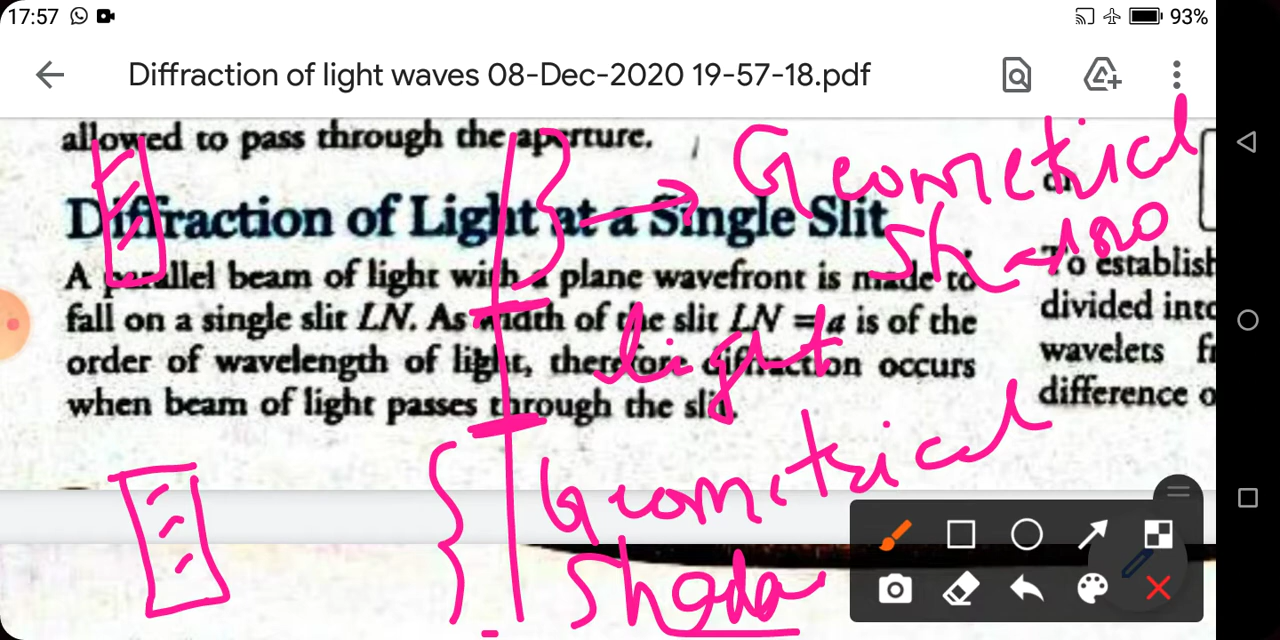 17:57 93%
Diffraction of light waves 08-Dec-2020 19-57-18.pdf
allowed to pass through the aperture.
Geometrical
Diffraction of Light at a Single Slit
A parallel beam of light with a plane wavefront is made to
fall on a single slit LN. As width of the slit LN = a is of the
order of wavelength of light, therefore diffraction occurs
when beam of light passes through the slit.
light
Geometrical
Shado
To establish
divided into
wavelets
difference